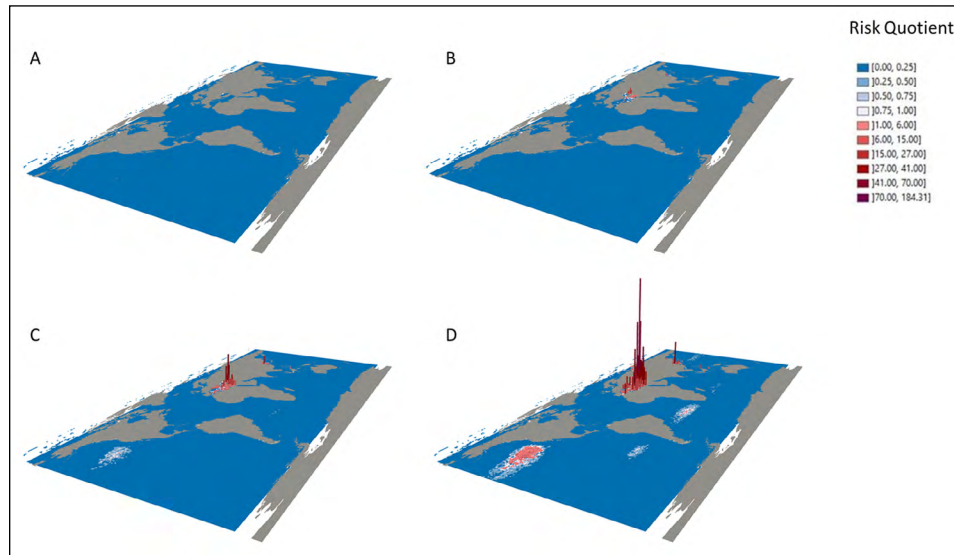 Risk Quotient
A
B
[0.00, 0.25]
]0.25, 0.50]
]0.50, 0.75]
]0.75, 1.00]
]1.00, 6.00]
]6.00, 15.00]
]15.00, 27.00]
]27.00, 41.00]
]41.00, 70.00]
]70.00, 184.31]
C
D